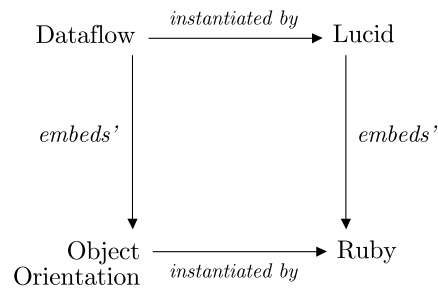 instantiated by
Dataflow
Lucid
embeds’
embeds’
Object
Orientation
Ruby
instantiated by